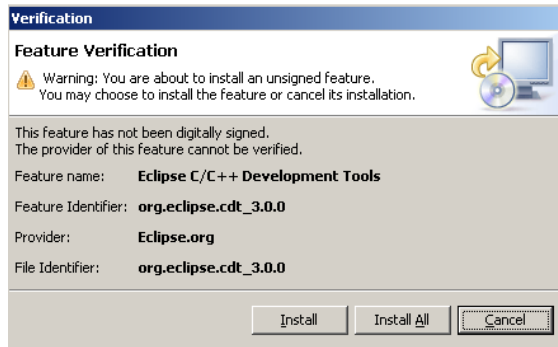 Verification
Feature Verification
Warning: You are about to install an unsigned feature.
You may choose to install the feature or cancel its installation.
This feature has not been digitally signed.
The provider of this feature cannot be verified.
Feature name: Eclipse C/C++ Development Tools
Feature Identifier: org.eclipse.cdt_3.0.0
Provider: Eclipse.org
File Identifier: org.eclipse.cdt_3.0.0
Install Install All Cancel